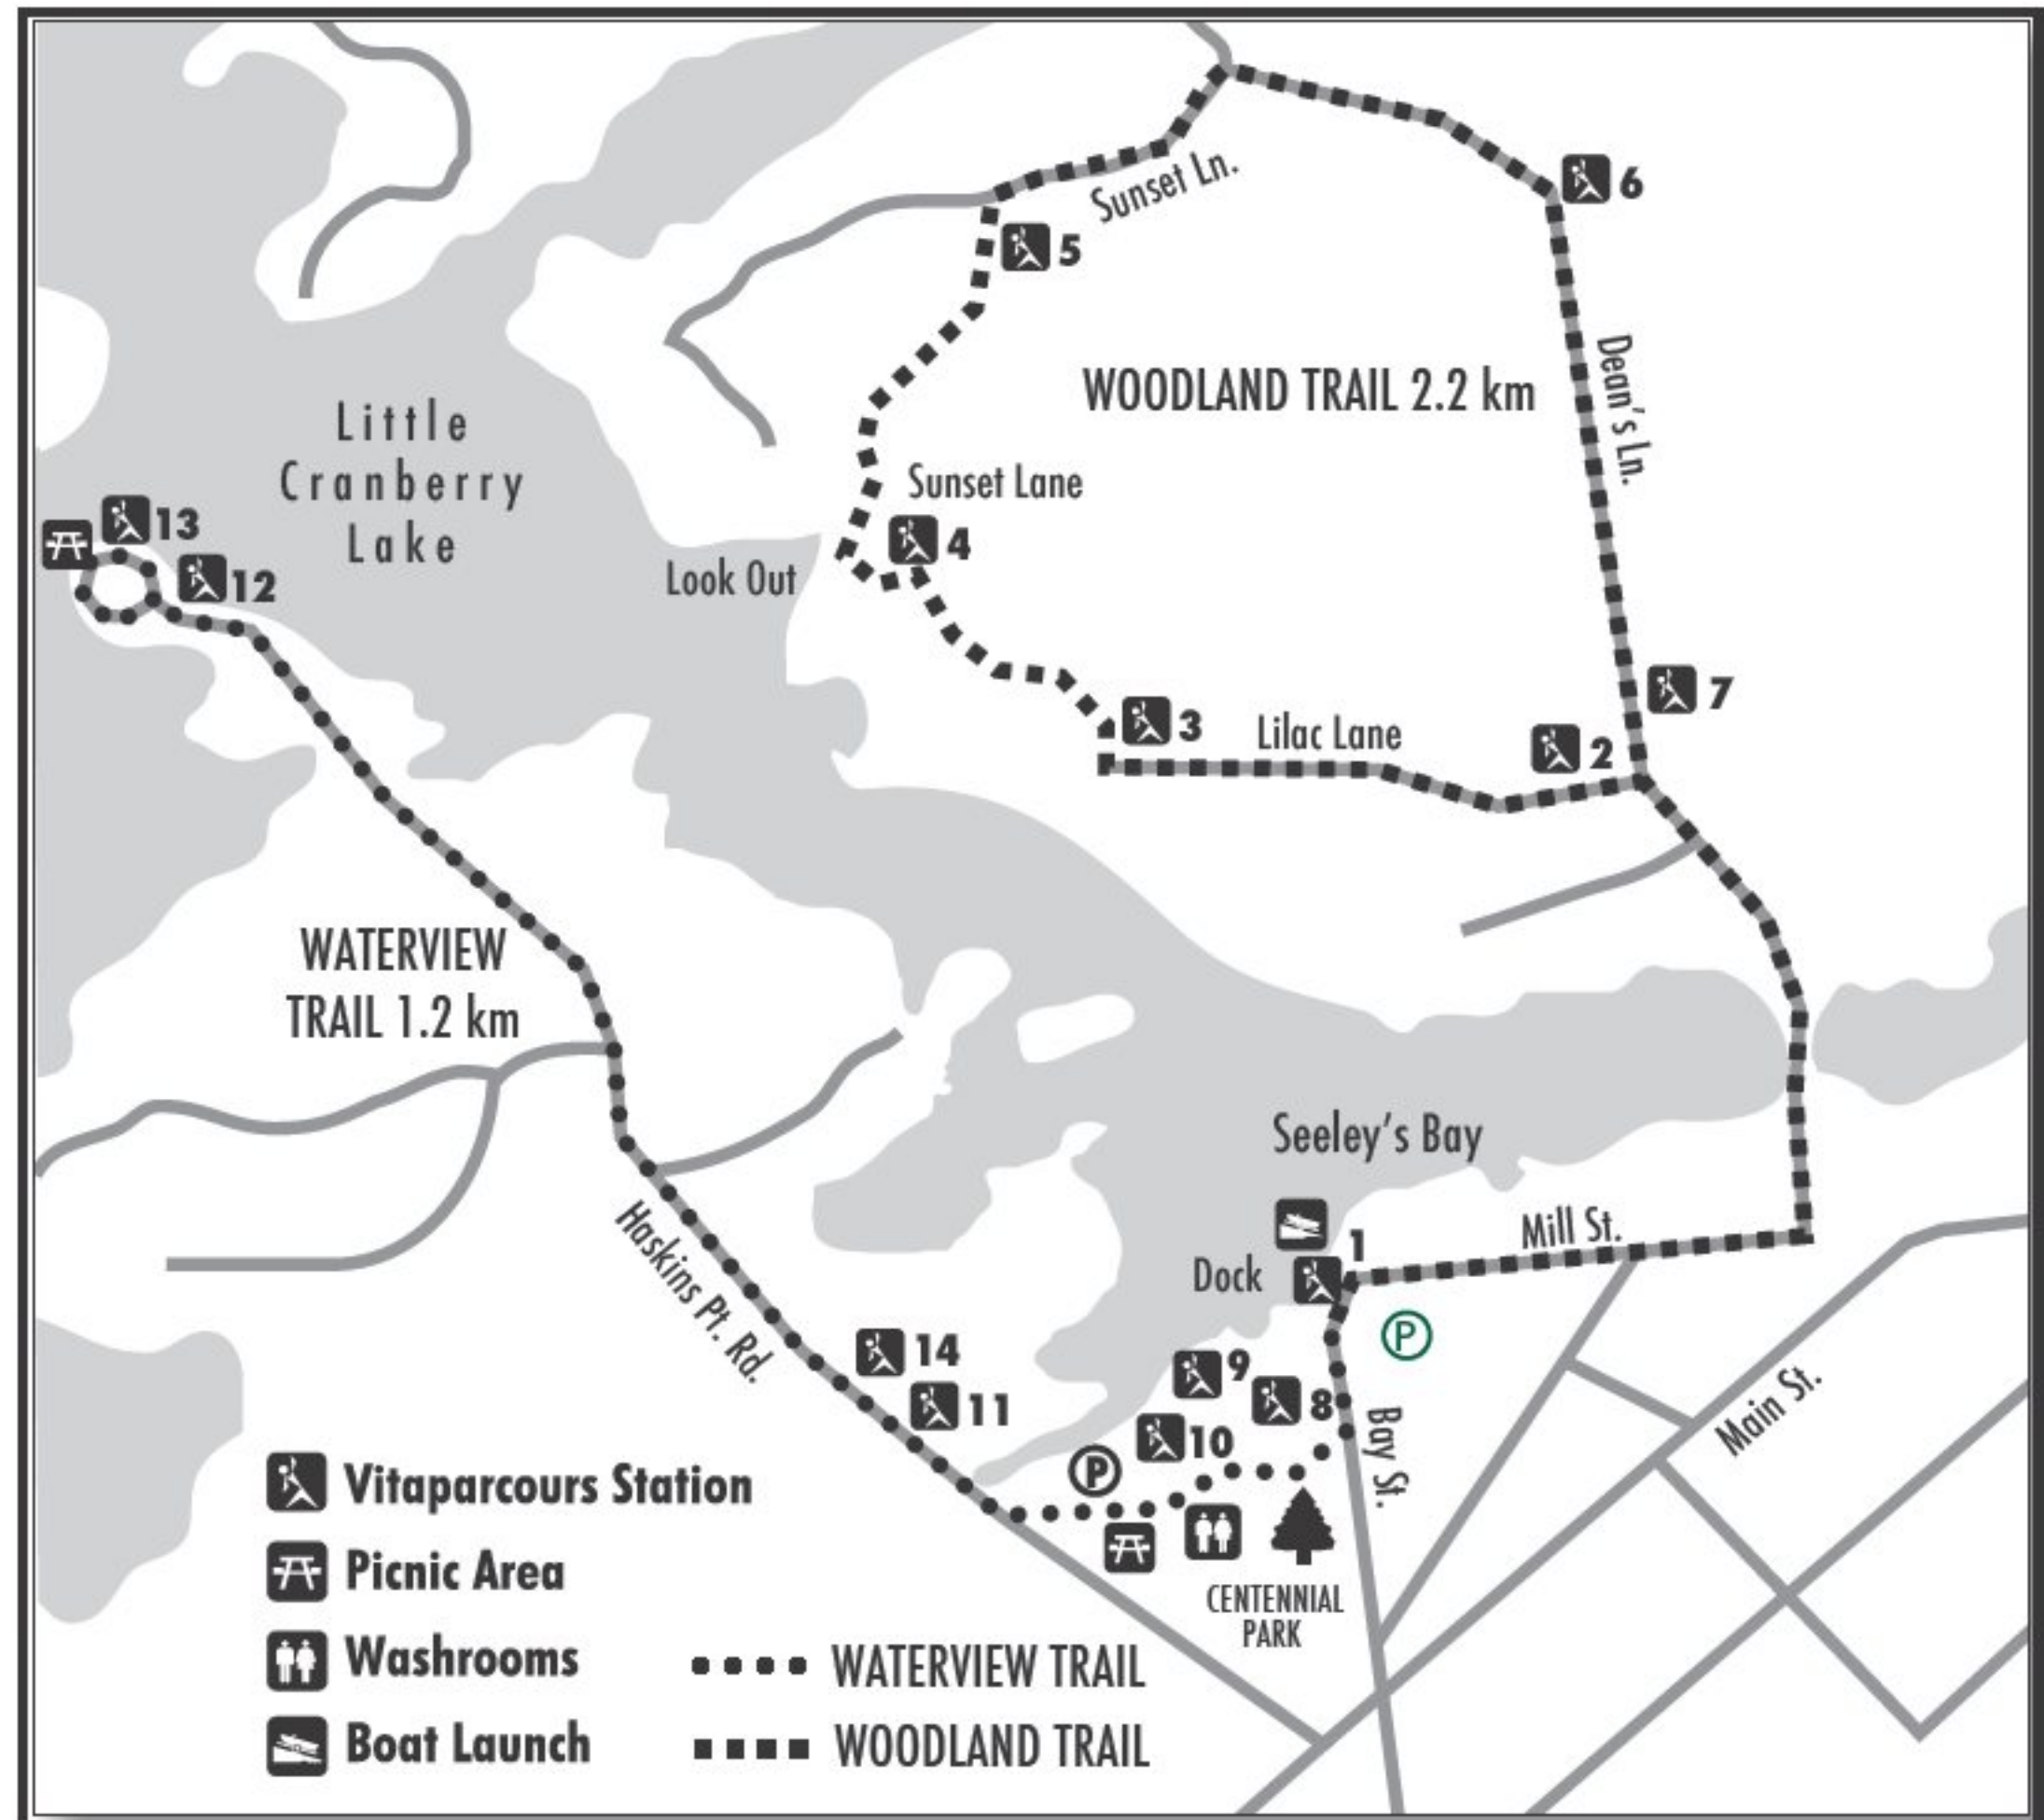 Sunset Ln.
6
5
Dean's Ln.
WOODLAND TRAIL 2.2 km
Little
Cranberry
Lake
Sunset Lane
13
4
12
Look Out
7
3
Lilac Lane
2
WATERVIEW
TRAIL 1.2 km
Seeley's Bay
Haskins Pt. Rd.
Mill St.
1
Dock
P
14
9
11
8
10
P
Bay St.
Main St.
CENTENNIAL
PARK
Vitaparcours Station
Picnic Area
Washrooms
WATERVIEW TRAIL
Boat Launch
WOODLAND TRAIL